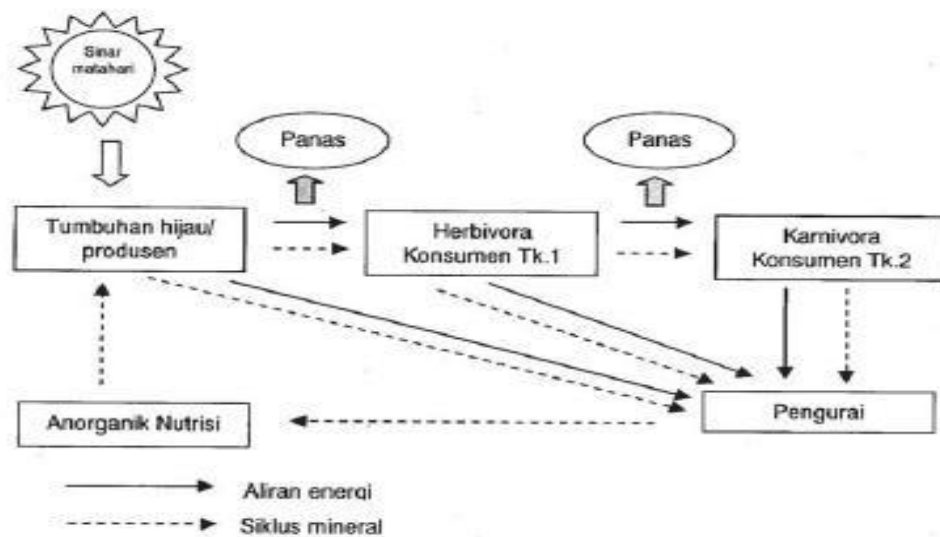 Sinar
matahari
Panas
Panas
Tumbuhan hijau/
produsen
Herbivora
Konsumen Tk.1
Karnivora
Konsumen Tk.2
Anorganik Nutrisi
Pengurai
Aliran energi
Siklus mineral